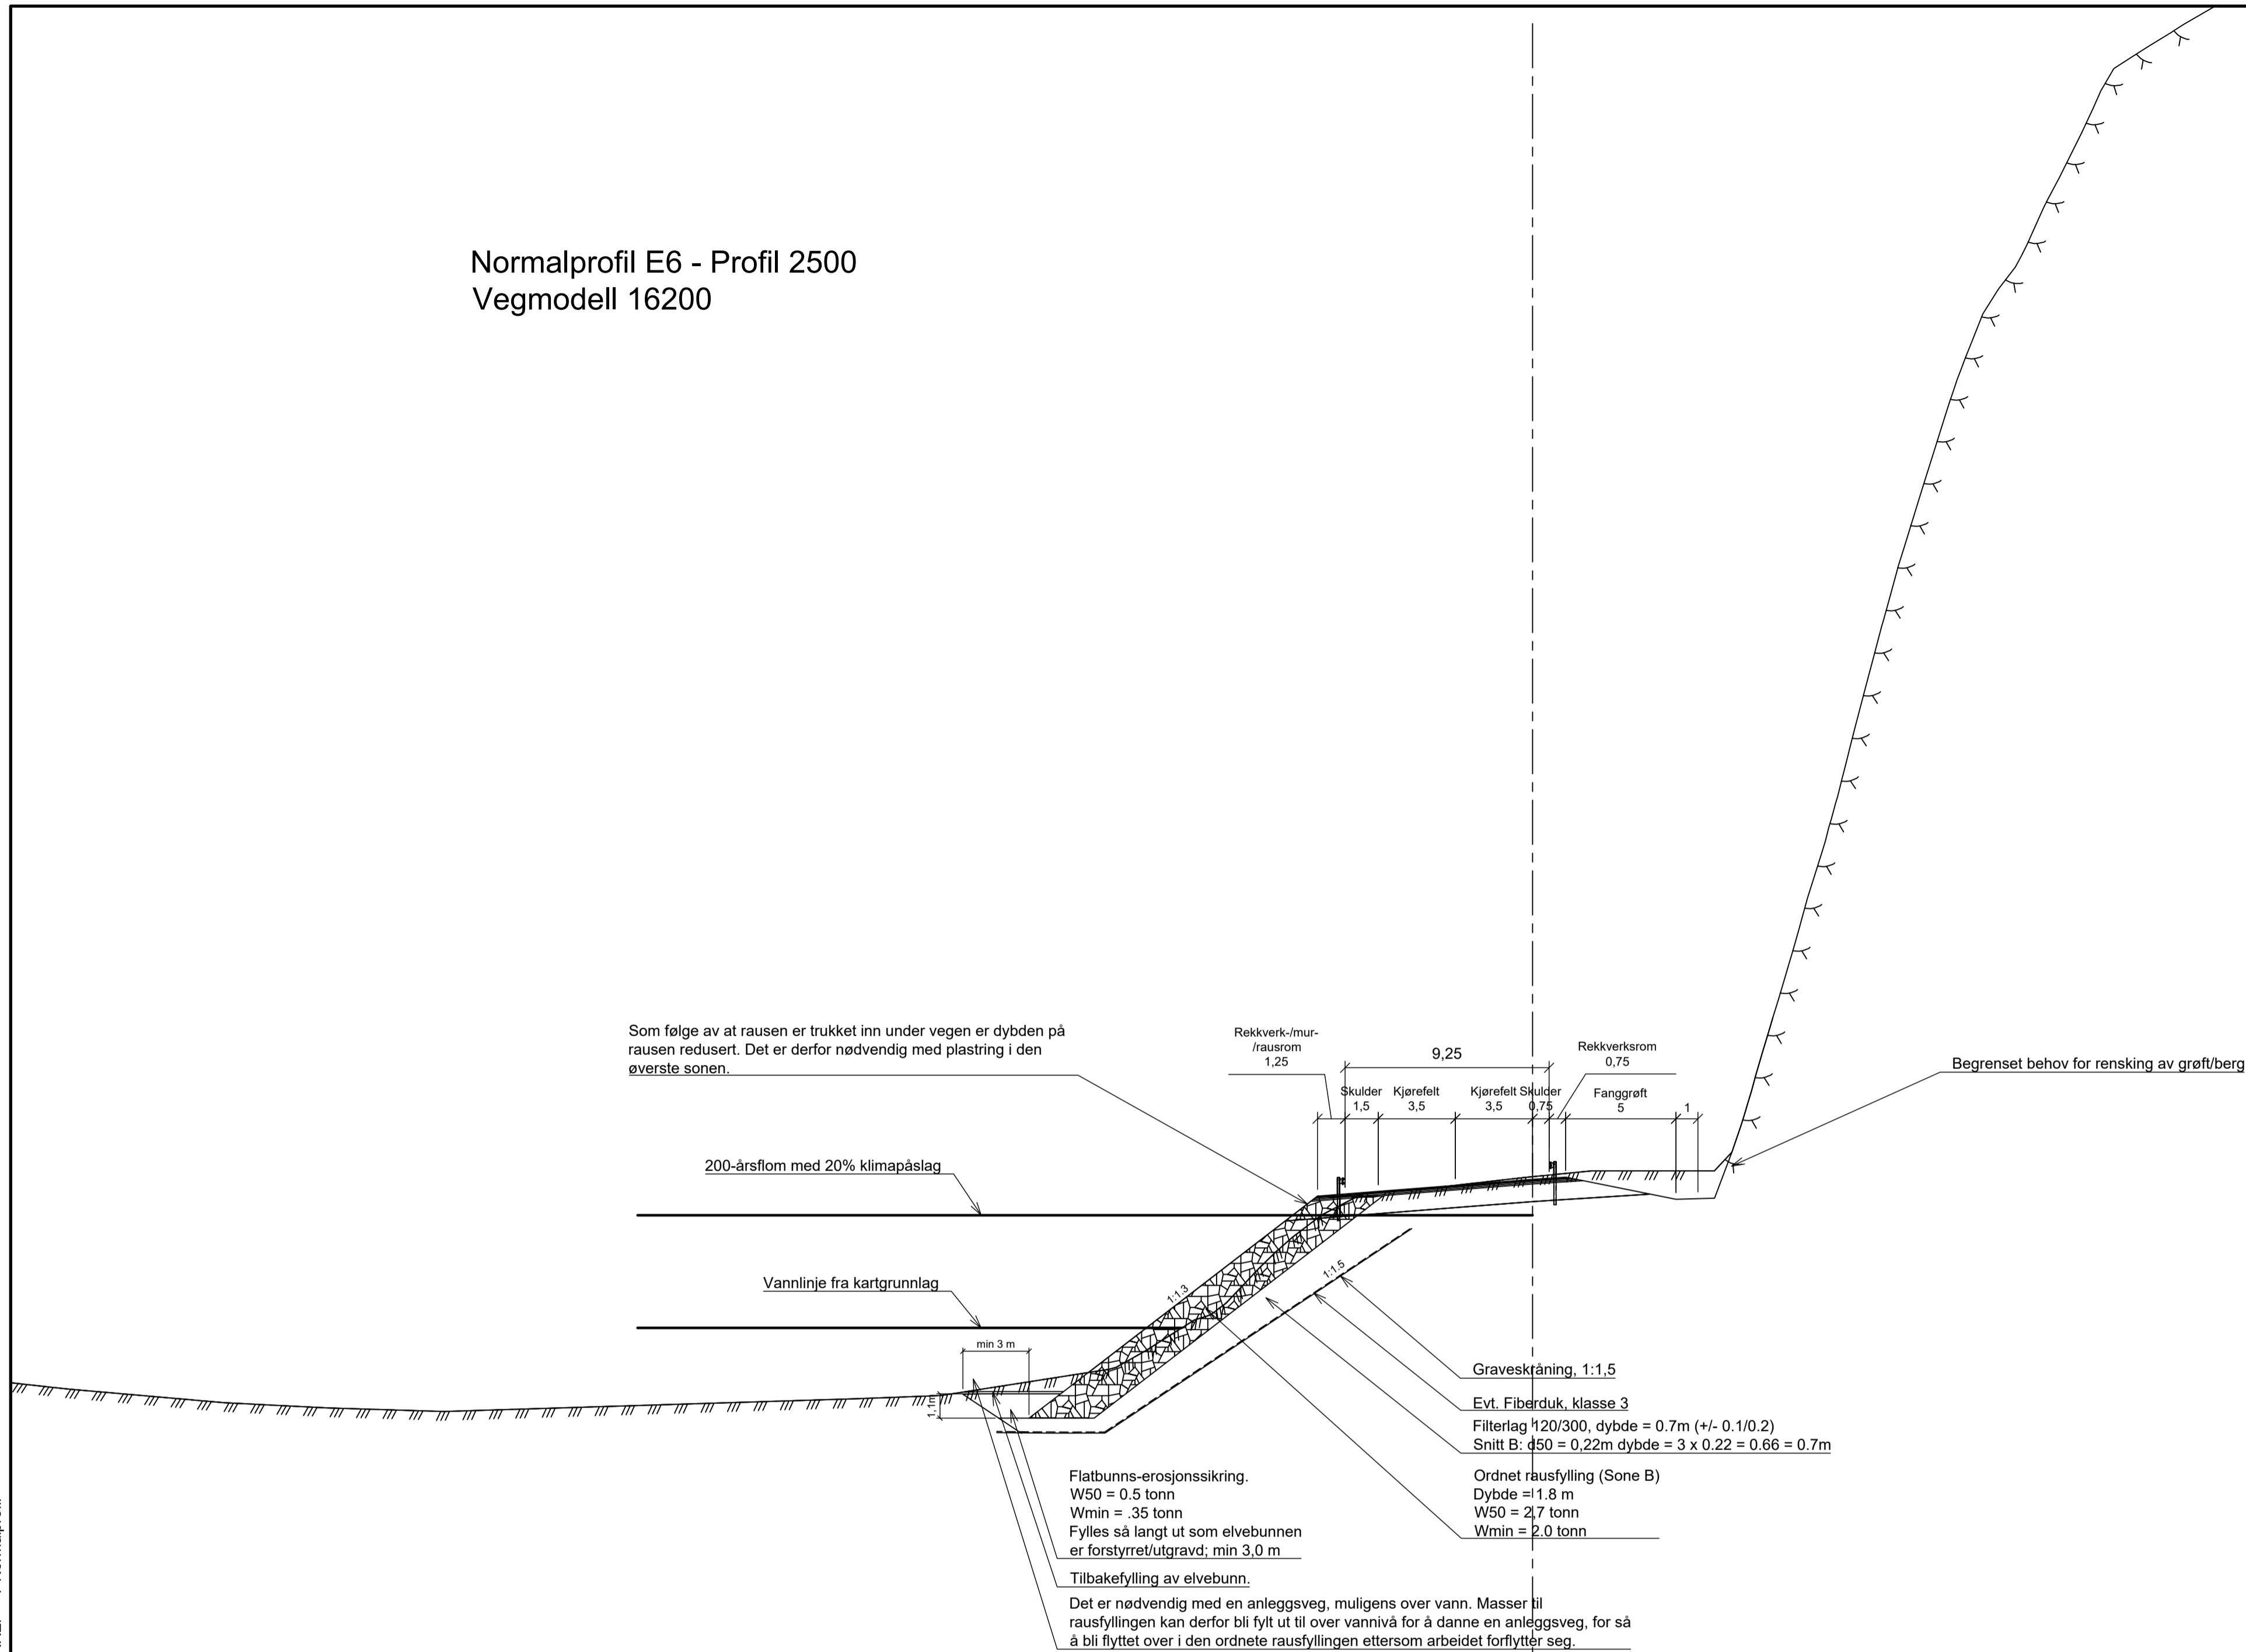 Normalprofil E6 - Profil 2500
Vegmodell 16200
Som følge av at rausen er trukket inn under vegen er dybden på
rausen redusert. Det er derfor nødvendig med plastring i den
øverste sonen.
Rekkverk-/mur-
/rausrom
1,25
9,25
Rekkverksrom
0,75
Skulder
1,5
Kjørefelt
3,5
Kjørefelt
3,5
Skulder
0,75
Fanggrøft
5
1
Begrenset behov for rensking av grøft/berg
200-årsflom med 20% klimapåslag
Vannlinje fra kartgrunnlag
1:1.3
1:1.5
min 3 m
1,1m
Graveskråning, 1:1,5
Evt. Fiberduk, klasse 3
Filterlag 120/300, dybde = 0.7m (+/- 0.1/0.2)
Snitt B: d50 = 0,22m dybde = 3 x 0.22 = 0.66 = 0.7m
Flatbunns-erosjonssikring.
W50 = 0.5 tonn
Wmin = .35 tonn
Fylles så langt ut som elvebunnen
er forstyrret/utgravd; min 3,0 m
Ordnet rausfylling (Sone B)
Dybde = 1.8 m
W50 = 2,7 tonn
Wmin = 2.0 tonn
Tilbakefylling av elvebunn.
Det er nødvendig med en anleggsveg, muligens over vann. Masser til
rausfyllingen kan derfor bli fylt ut til over vannivå for å danne en anleggsveg, for så
å bli flyttet over i den ordnete rausfyllingen ettersom arbeidet forflytter seg.